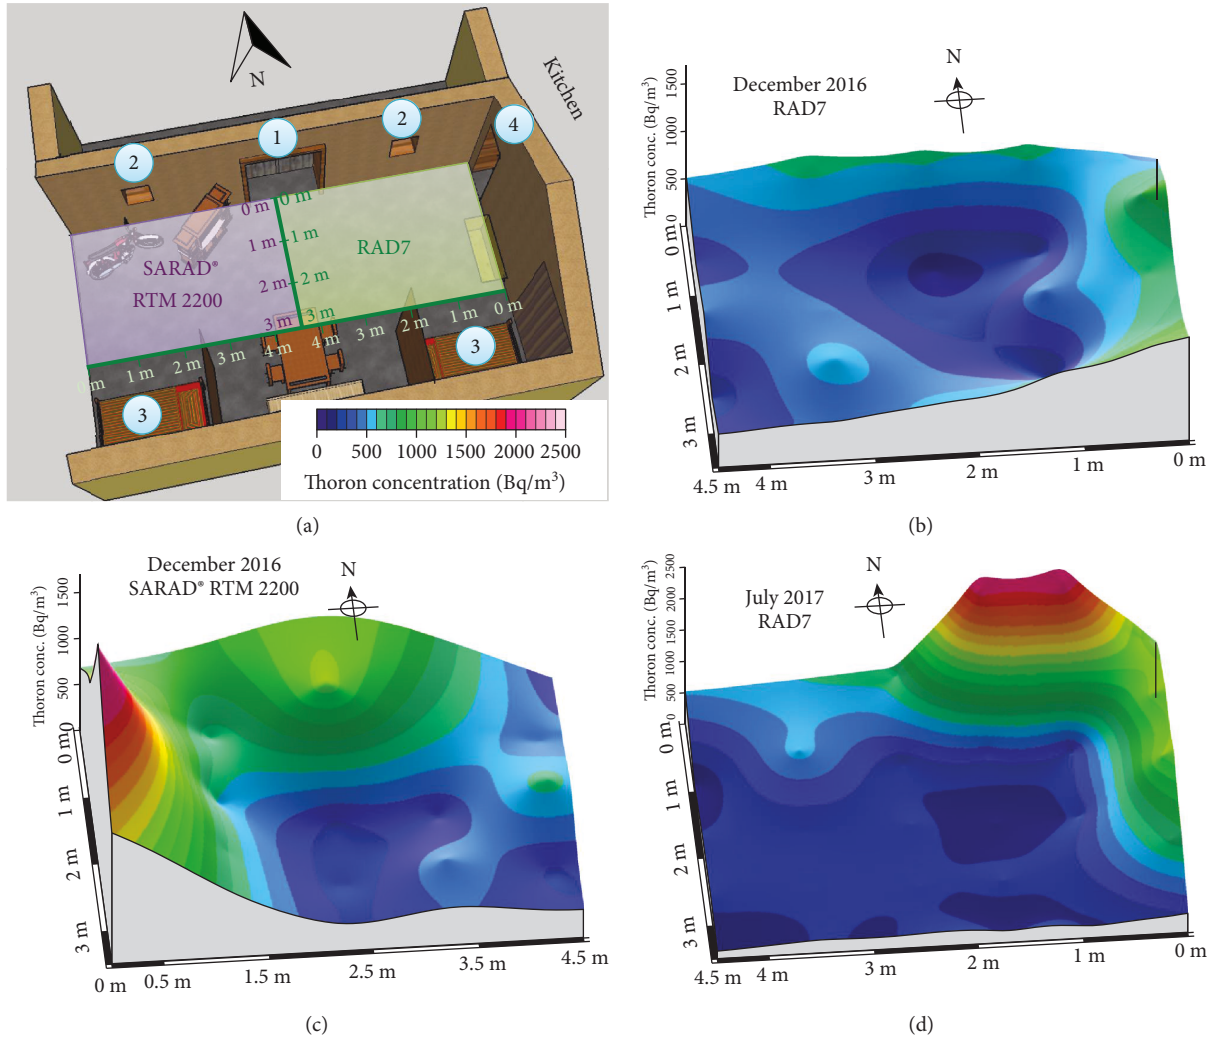 N
Kitchen
2
1
2
4
0 m 0 m
1 m 1 m
2 m 2 m
3 m 3 m
SARAD®
RTM 2200
RAD7
0 m 1 m 2 m 3 m 4 m 4 m 3 m 2 m 1 m 0 m
3
3
0 500 1000 1500 2000 2500
Thoron concentration (Bq/m³)
(a)
December 2016
RAD7
N
Thoron conc. (Bq/m³)
1500
1000
500
0
0 m
1 m
2 m
3 m
4.5 m 4 m 3 m 2 m 1 m 0 m
(b)
December 2016
SARAD® RTM 2200
N
Thoron conc. (Bq/m³)
1500
1000
500
0
0 m
1 m
2 m
3 m
0 m 0.5 m 1.5 m 2.5 m 3.5 m 4.5 m
(c)
July 2017
RAD7
N
Thoron conc. (Bq/m³)
2500
2000
1500
1000
500
0
0 m
1 m
2 m
3 m
4.5 m 4 m 3 m 2 m 1 m 0 m
(d)